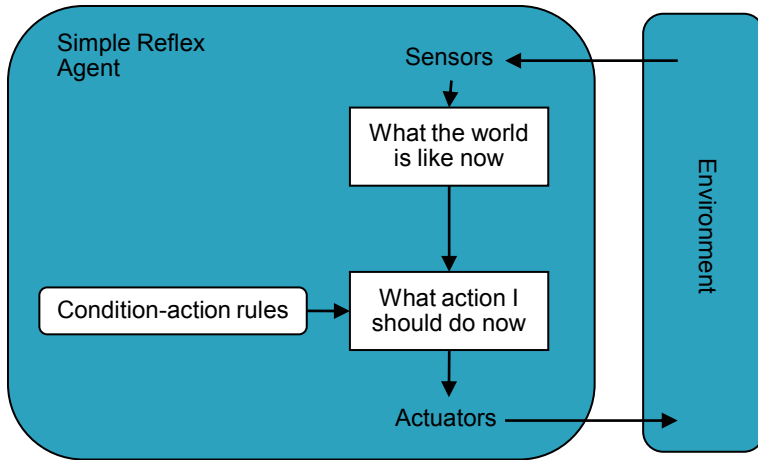 Simple Reflex
Agent
Sensors
What the world
is like now
Condition-action rules
What action I
should do now
Actuators
Environment